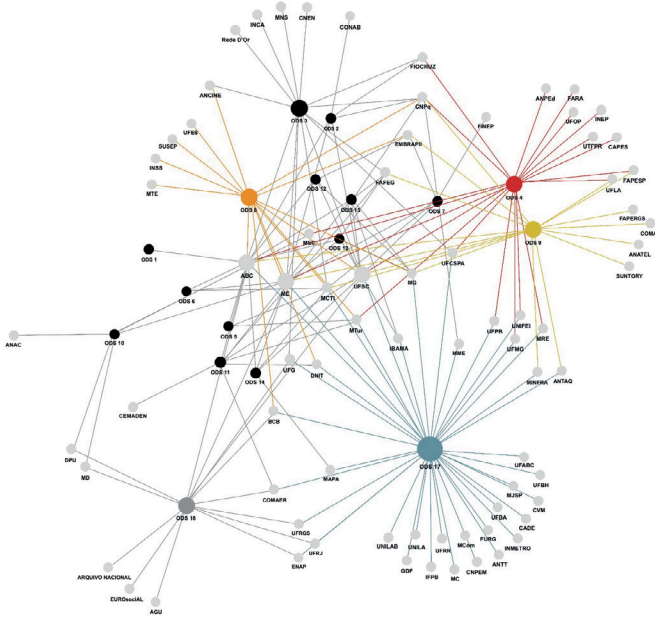 MNS
CNEN
INCA
CONAB
Rede D'Or
FIOCRUZ
ANCINE
CNPq
ANPEd
FARA
ODS 3
ODS 2
FINEP
UFOP
INEP
UFES
EMBRAPII
UTFPR
CAPES
SUSEP
INSS
FAPEG
FAPESP
MTE
ODS 12
UFLA
ODS 8
ODS 15
ODS 7
ODS 4
FAPERGS
COMAER
MEC
ODS 13
ODS 9
ANATEL
ODS 1
UFCSPA
SUNTORY
ABC
ME
UFSC
MG
ODS 6
MCTI
ANAC
ODS 10
ODS 5
MTur
UFPR
UNIFEI
IBAMA
MME
UFMG
MRE
ODS 11
ODS 14
UFG
DNIT
MINFRA
ANTAQ
CEMADEN
BCB
DPU
MD
ODS 17
UFABC
MAPA
UFBH
COMAER
MJSP
CVM
ODS 16
UFBA
CADE
UFRGS
FURG
INMETRO
UNILAB
UNILA
UFRR
MCom
ANTT
ENAP
UFRJ
GDF
IFPB
MC
CNPEM
ARQUIVO NACIONAL
EUROsociAL
AGU